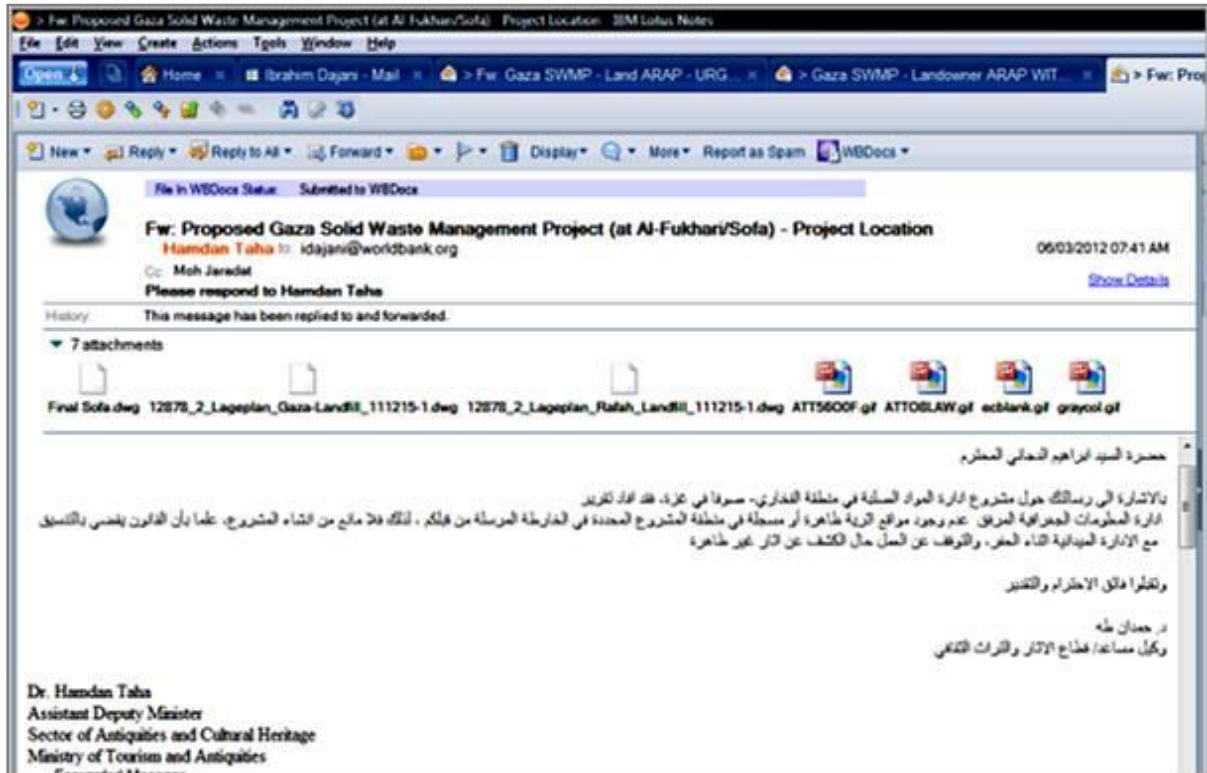 > Fw: Proposed Gaza Solid Waste Management Project (at Al-Fukhari/Sofa) - Project Location - IBM Lotus Notes
File Edit View Create Actions Tools Window Help
Open Home Ibrahim Dajani - Mail > Fw: Gaza SWMP - Land ARAP - URG... > Gaza SWMP - Landowner ARAP WIT... > Fw: Prop
New Reply Reply to All Forward Display More Report as Spam WBDocs
File In WBDocs Status: Submitted to WBDocs
Fw: Proposed Gaza Solid Waste Management Project (at Al-Fukhari/Sofa) - Project Location
Hamdan Taha to: idajani@worldbank.org 06/03/2012 07:41 AM
Cc: Moh Jaradat
Show Details
Please respond to Hamdan Taha
History: This message has been replied to and forwarded.
7 attachments
Final Sofa.dwg 12878_2_Lageplan_Gaza-Landfill_111215-1.dwg 12878_2_Lageplan_Rafah_Landfill_111215-1.dwg ATT5600F.gif ATTO8LAW.gif ecblank.gif graycol.gif
حضرة السيد ابراهيم الدجاني المحترم
بالاشارة الى رسالتك حول مشروع ادارة المواد الصلبة في منطقة الفخاري- صوفا في غزة، فقد افاد تقرير
ادارة المعلومات الجغرافية المرفق عدم وجود مواقع اثرية ظاهرة أو مسجلة في منطقة المشروع المحددة في الخارطة المرسلة من قبلكم ، لذلك فلا مانع من انشاء المشروع، علما بأن القانون يقضي بالتنسيق
مع الادارة الميدانية اثناء الحفر، والتوقف عن العمل حال الكشف عن اثار غير ظاهرة
وتقبلوا فائق الاحترام والتقدير
د. حمدان طه
وكيل مساعد/ قطاع الاثار والتراث الثقافي
Dr. Hamdan Taha
Assistant Deputy Minister
Sector of Antiquities and Cultural Heritage
Ministry of Tourism and Antiquities
Forwarded Message